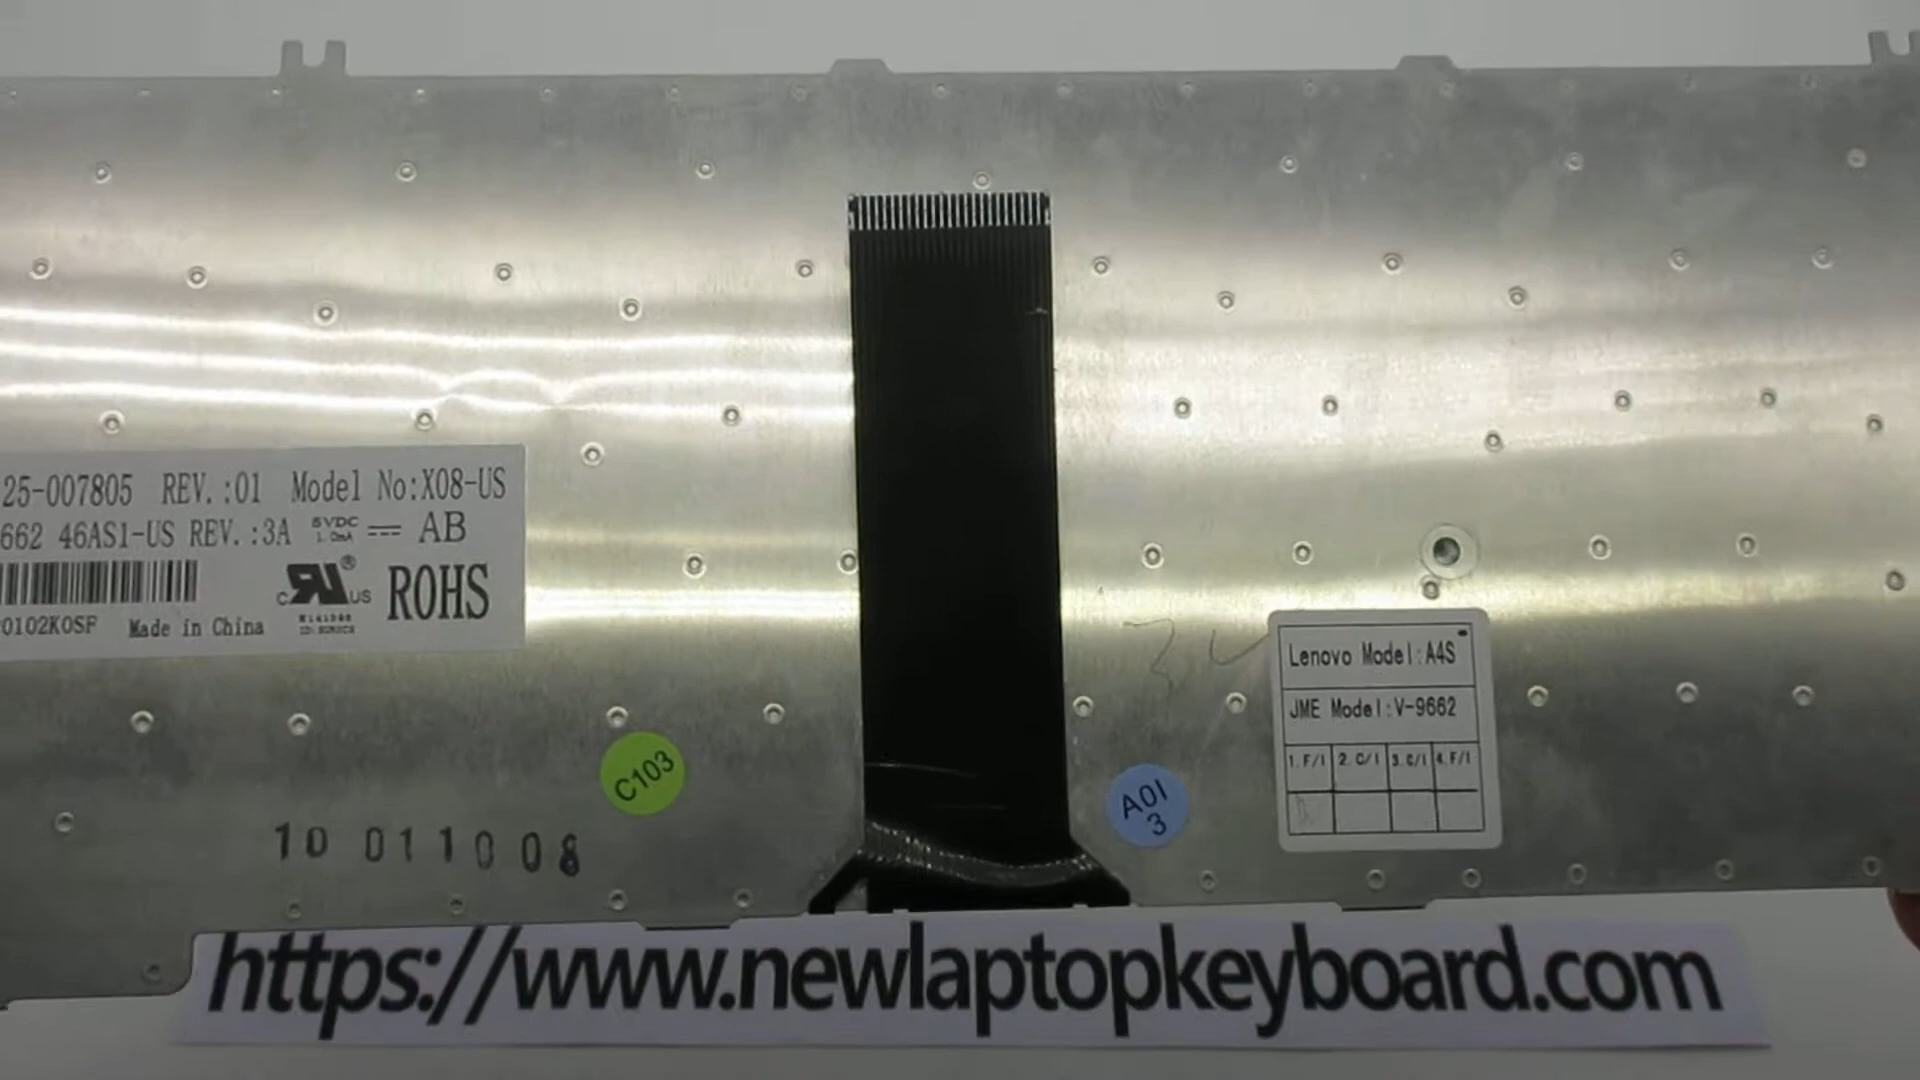 25-007805 REV.:01 Model No:X08-US
662 46AS1-US REV.:3A 5VDC 1.0mA AB
c RU ® US ROHS
0102K0SF Made in China
Lenovo Model:A4S
JME Model:V-9662
1.F/I 2.C/I 3.C/I 4.F/I
C103
A01
3
10 011008
https://www.newlaptopkeyboard.com